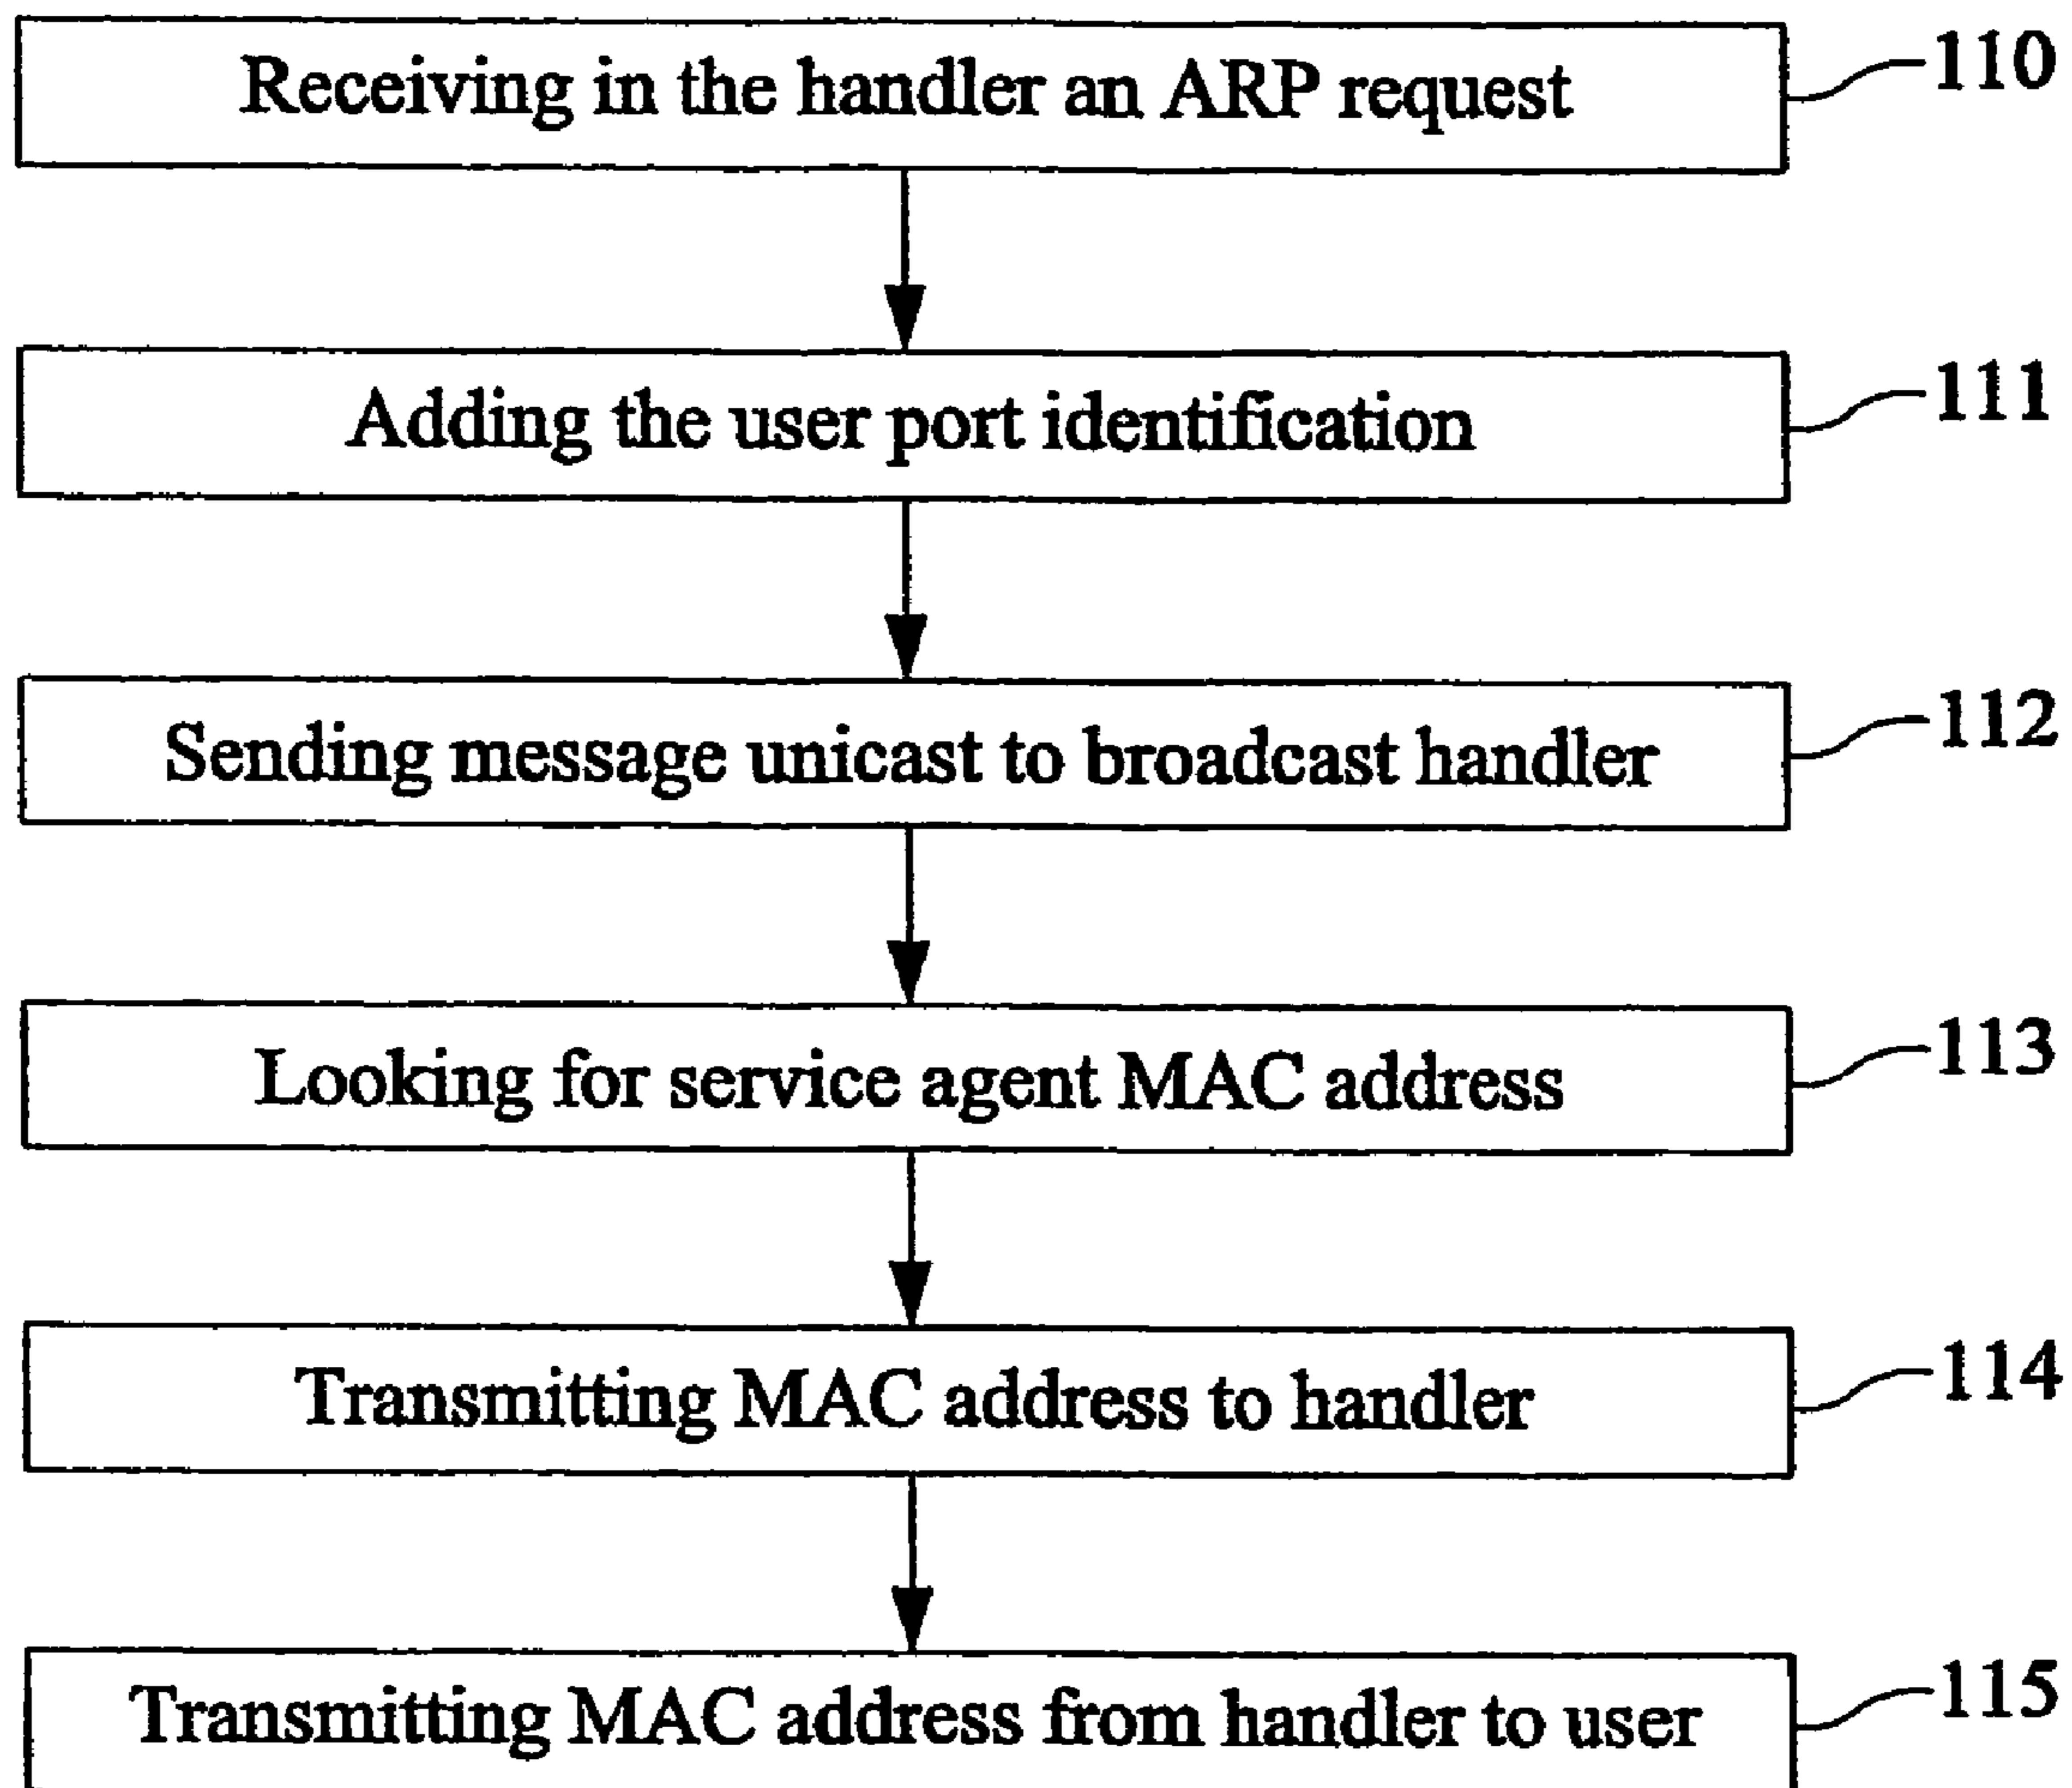 Receiving in the handler an ARP request
110
Adding the user port identification
111
Sending message unicast to broadcast handler
112
Looking for service agent MAC address
113
Transmitting MAC address to handler
114
Transmitting MAC address from handler to user
115